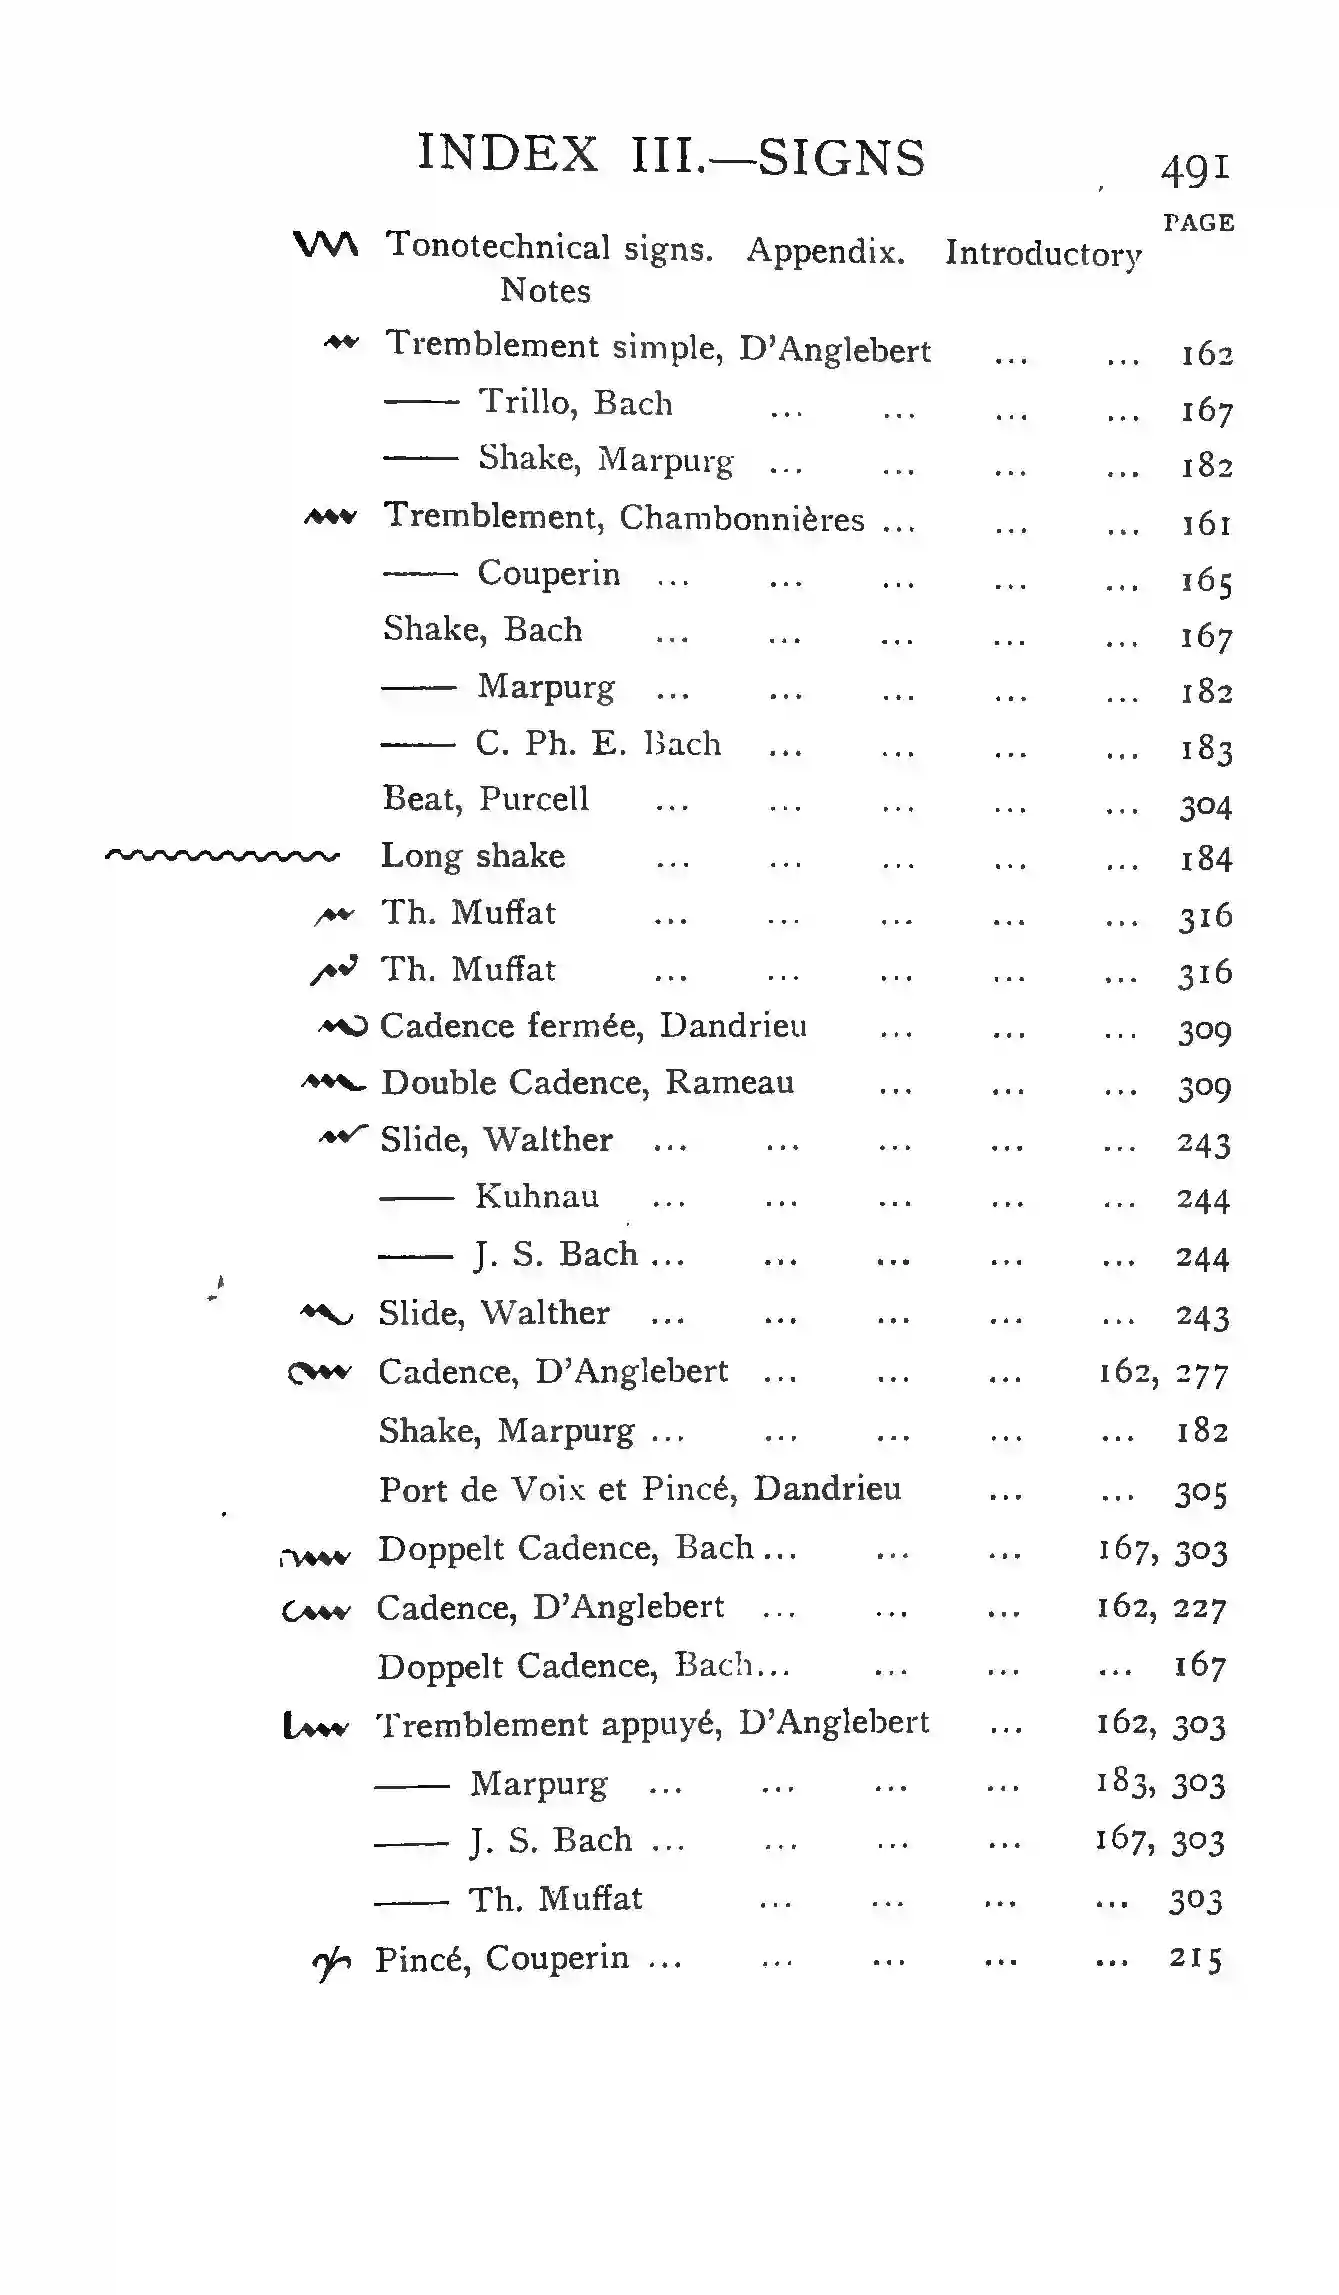 INDEX III.—SIGNS 491
PAGE
Tonotechnical signs. Appendix. Introductory
Notes
Tremblement simple, D'Anglebert ... ... 162
—— Trillo, Bach ... ... ... ... 167
—— Shake, Marpurg ... ... ... ... 182
Tremblement, Chambonnières ... ... ... 161
—— Couperin ... ... ... ... ... 165
Shake, Bach ... ... ... ... ... 167
—— Marpurg ... ... ... ... ... 182
—— C. Ph. E. Bach ... ... ... ... 183
Beat, Purcell ... ... ... ... ... 304
Long shake ... ... ... ... ... 184
Th. Muffat ... ... ... ... ... 316
Th. Muffat ... ... ... ... ... 316
Cadence fermée, Dandrieu ... ... ... 309
Double Cadence, Rameau ... ... ... 309
Slide, Walther ... ... ... ... ... 243
—— Kuhnau ... ... ... ... ... 244
—— J. S. Bach ... ... ... ... ... 244
Slide, Walther ... ... ... ... ... 243
Cadence, D'Anglebert ... ... ... 162, 277
Shake, Marpurg ... ... ... ... ... 182
Port de Voix et Pincé, Dandrieu ... ... 305
Doppelt Cadence, Bach ... ... ... 167, 303
Cadence, D'Anglebert ... ... ... 162, 227
Doppelt Cadence, Bach... ... ... ... 167
Tremblement appuyé, D'Anglebert ... 162, 303
—— Marpurg ... ... ... ... 183, 303
—— J. S. Bach ... ... ... ... 167, 303
—— Th. Muffat ... ... ... ... 303
Pincé, Couperin ... ... ... ... ... 215